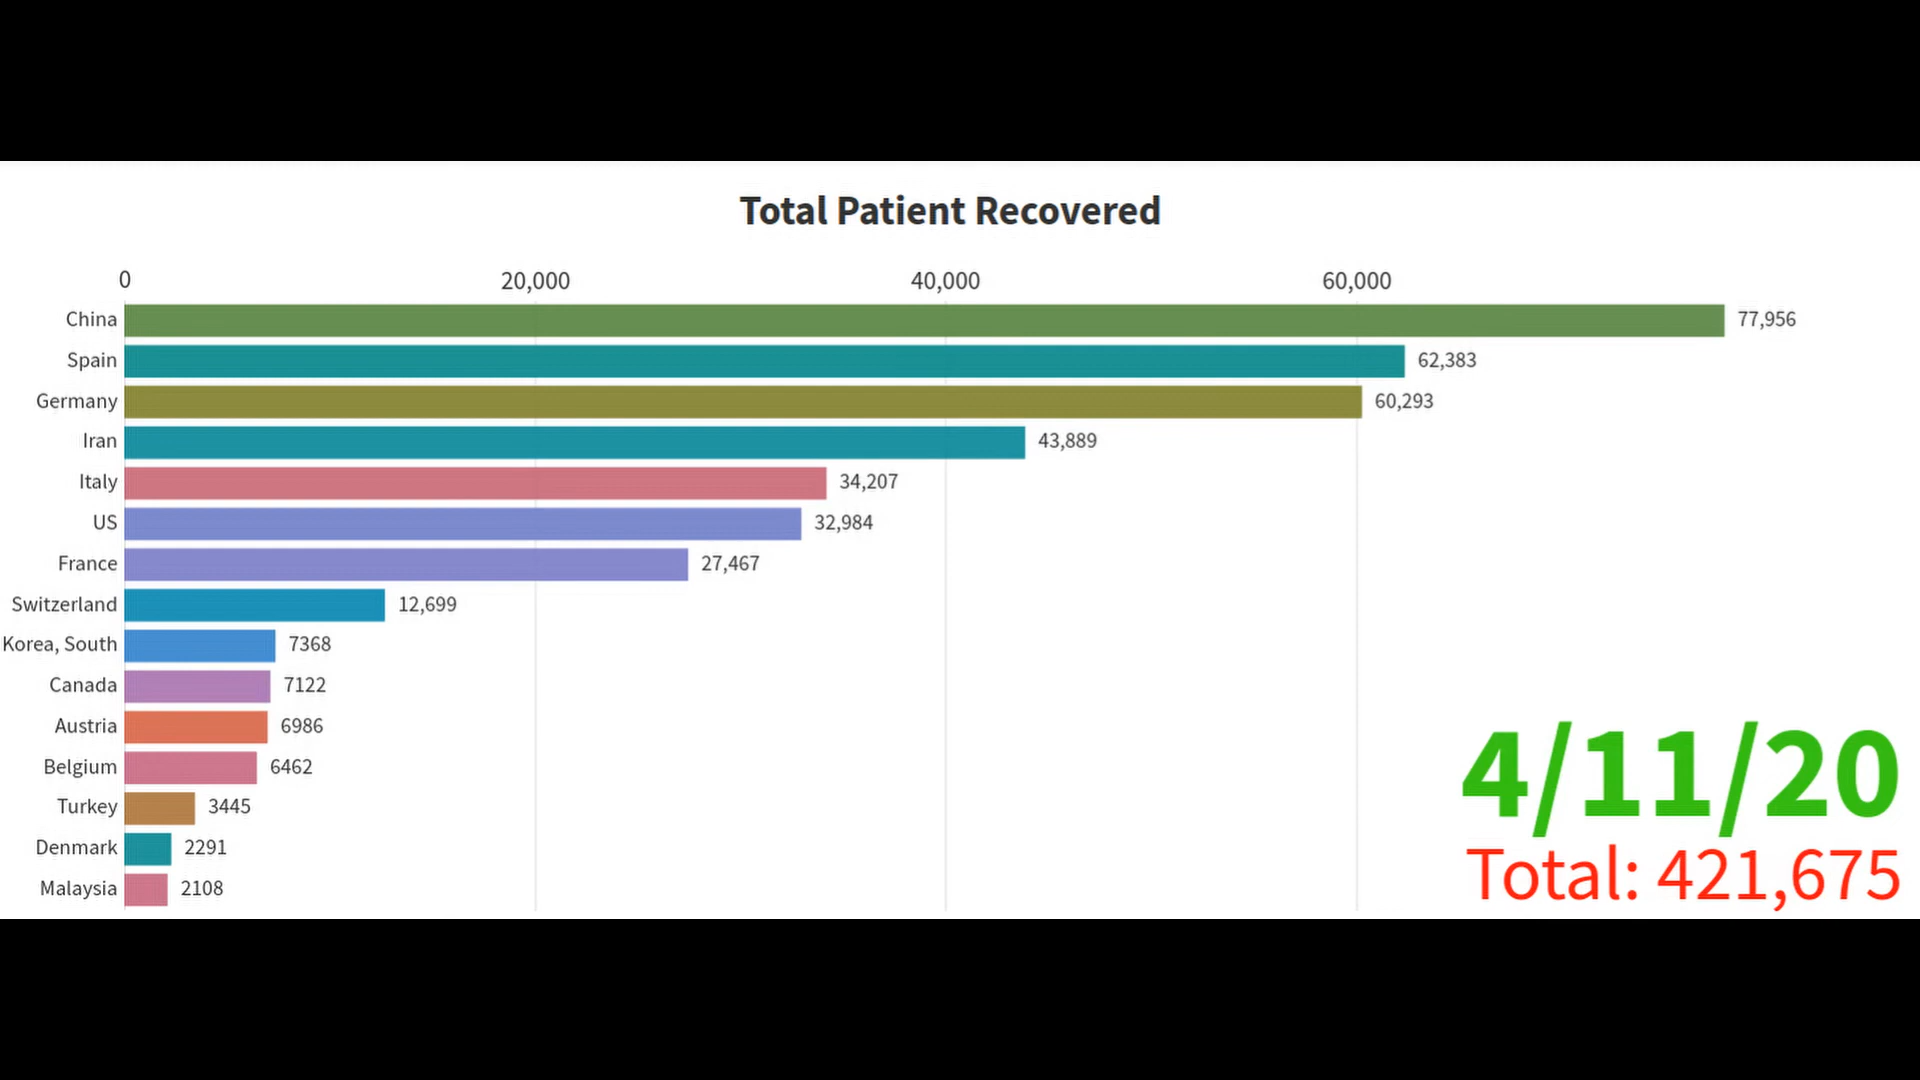 Total Patient Recovered
0 20,000 40,000 60,000
China 77,956
Spain 62,383
Germany 60,293
Iran 43,889
Italy 34,207
US 32,984
France 27,467
Switzerland 12,699
Korea, South 7368
Canada 7122
Austria 6986
Belgium 6462
Turkey 3445
Denmark 2291
Malaysia 2108
4/11/20
Total: 421,675